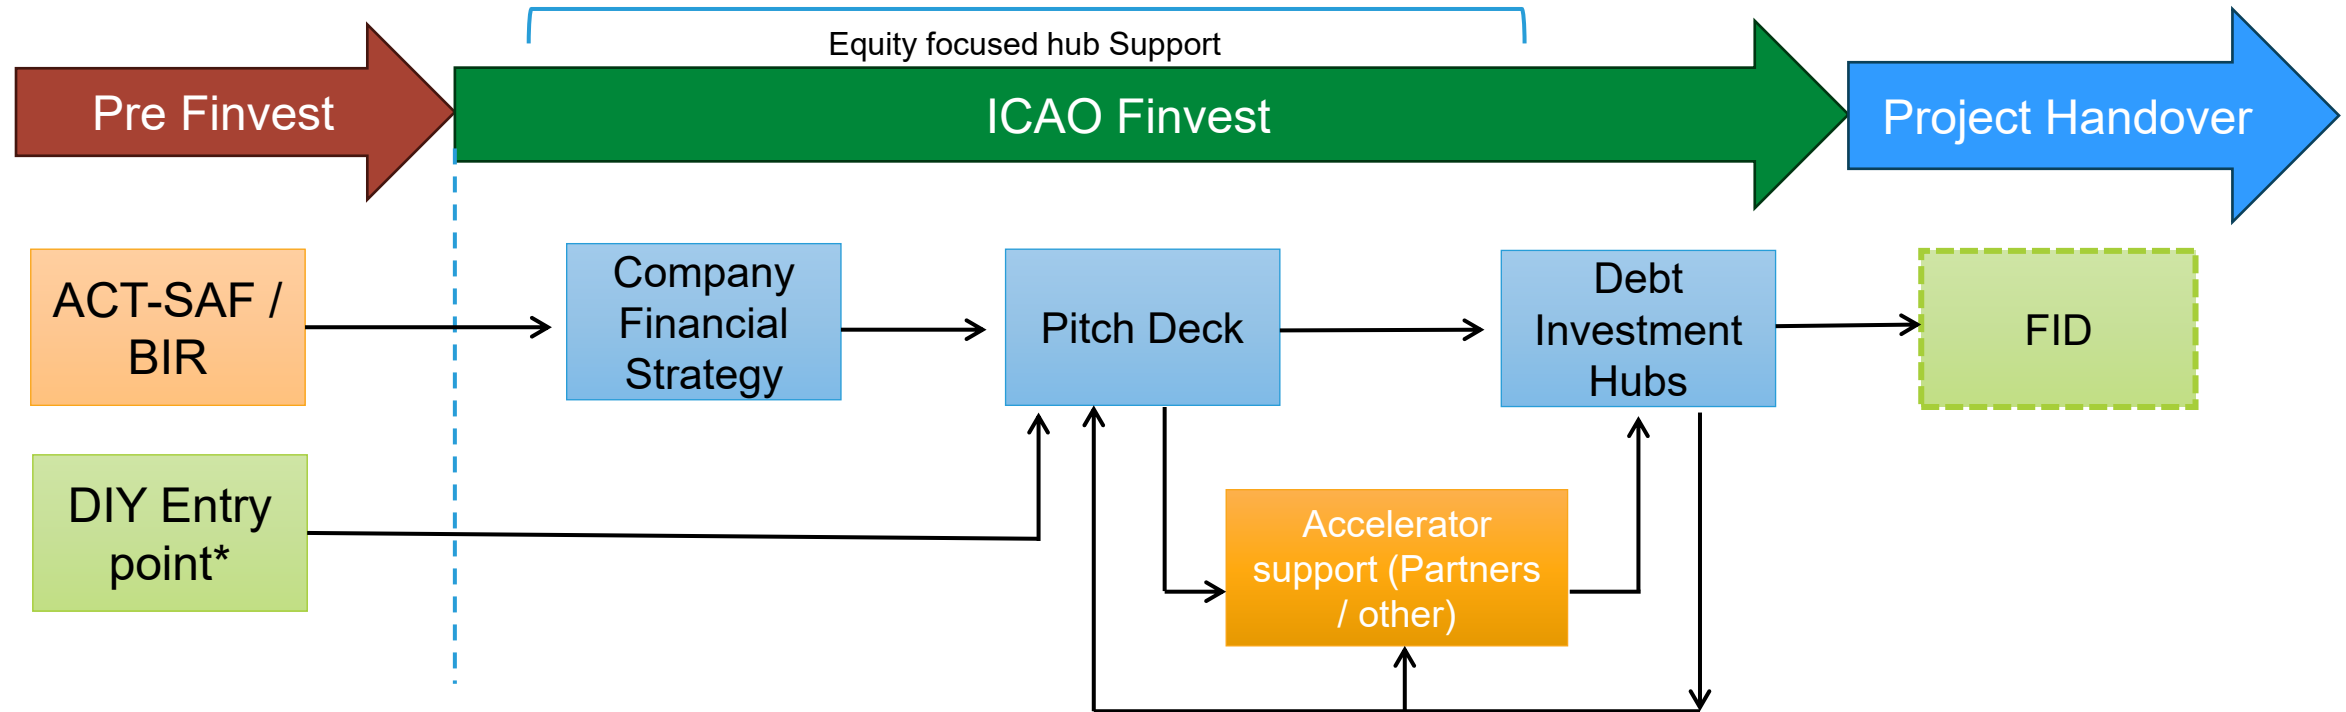 Equity focused hub Support
Pre Finvest
ICAO Finvest
Project Handover
ACT-SAF /
BIR
Company
Financial
Strategy
Pitch Deck
Debt
Investment
Hubs
FID
DIY Entry
point*
Accelerator
support (Partners
/ other)